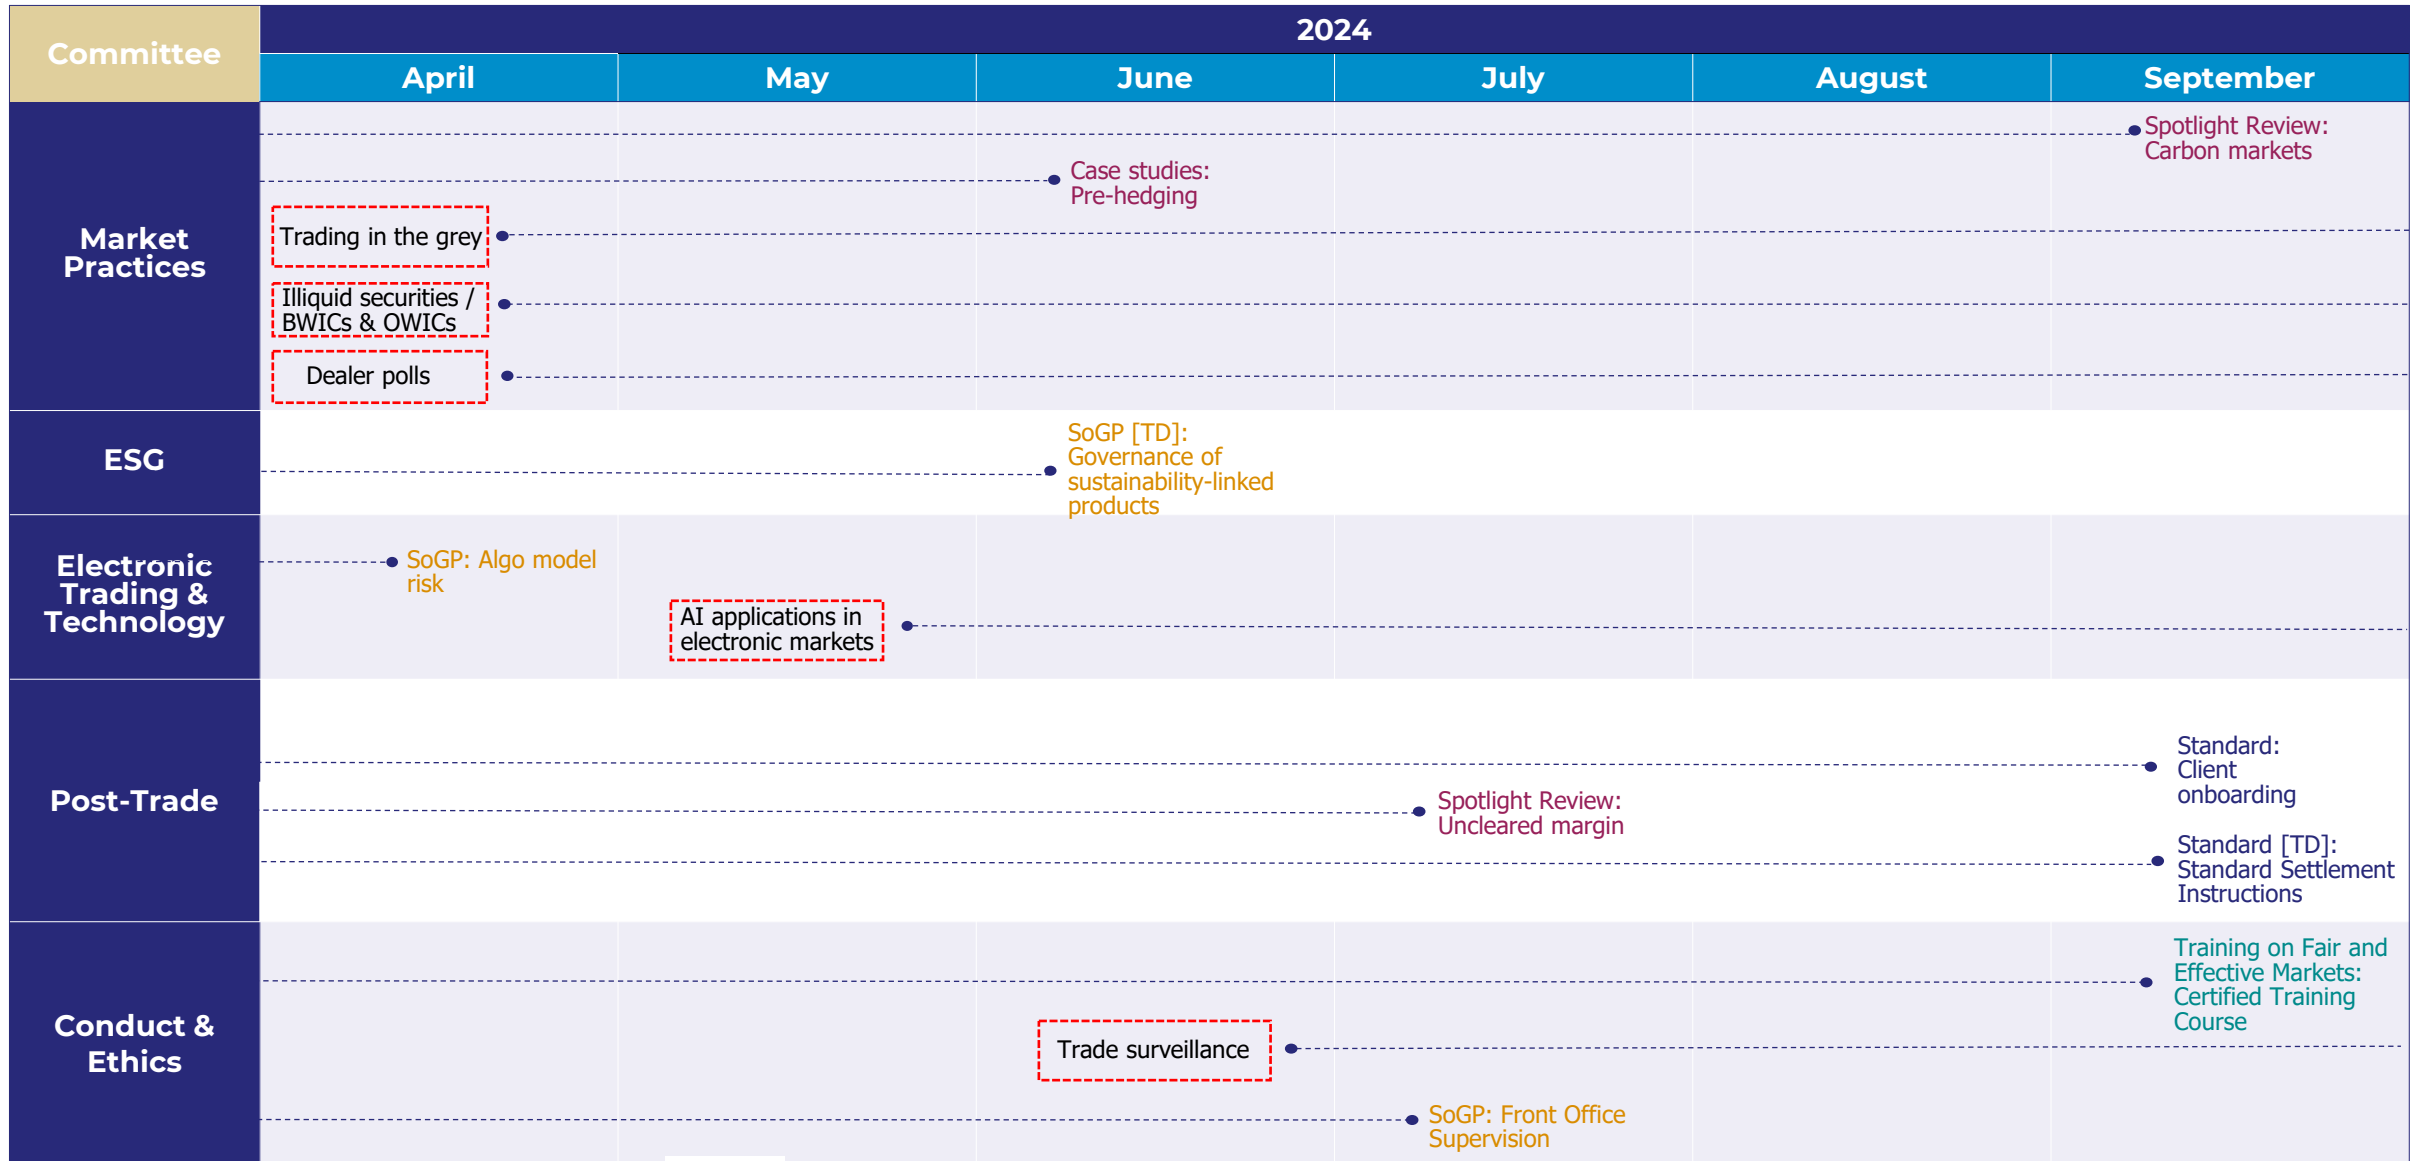 Committee
2024
April
May
June
July
August
September
Market
Practices
Spotlight Review:
Carbon markets
Case studies:
Pre-hedging
Trading in the grey
Illiquid securities /
BWICs & OWICs
Dealer polls
ESG
SoGP [TD]:
Governance of
sustainability-linked
products
Electronic
Trading &
Technology
SoGP: Algo model
risk
AI applications in
electronic markets
Post-Trade
Standard:
Client
onboarding
Spotlight Review:
Uncleared margin
Standard [TD]:
Standard Settlement
Instructions
Conduct &
Ethics
Training on Fair and
Effective Markets:
Certified Training
Course
Trade surveillance
SoGP: Front Office
Supervision